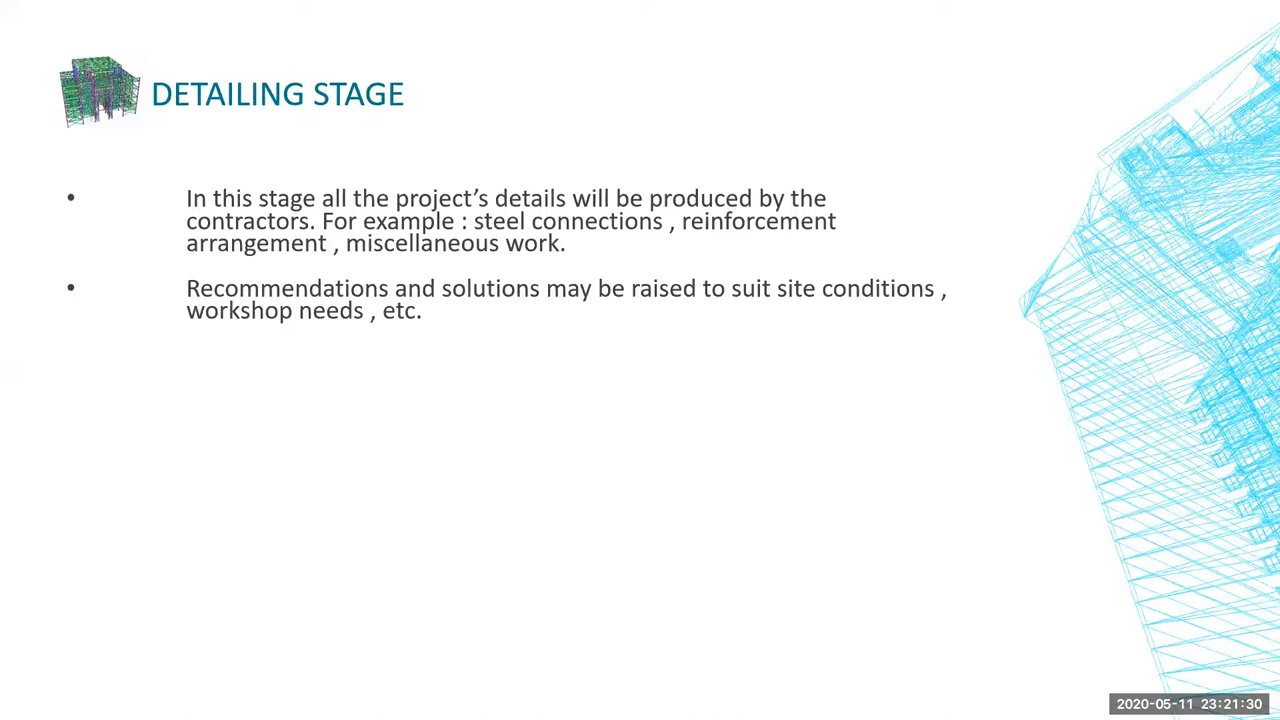 DETAILING STAGE
• In this stage all the project’s details will be produced by the
contractors. For example : steel connections , reinforcement
arrangement , miscellaneous work.
• Recommendations and solutions may be raised to suit site conditions ,
workshop needs , etc.
2020-05-11 23:21:30